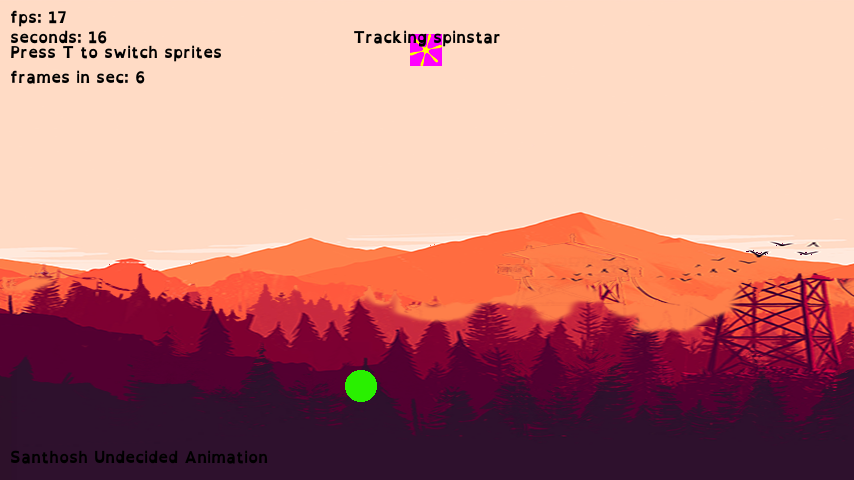 fps: 17
seconds: 16
Press T to switch sprites
frames in sec: 6
Tracking spinstar
Santhosh Undecided Animation